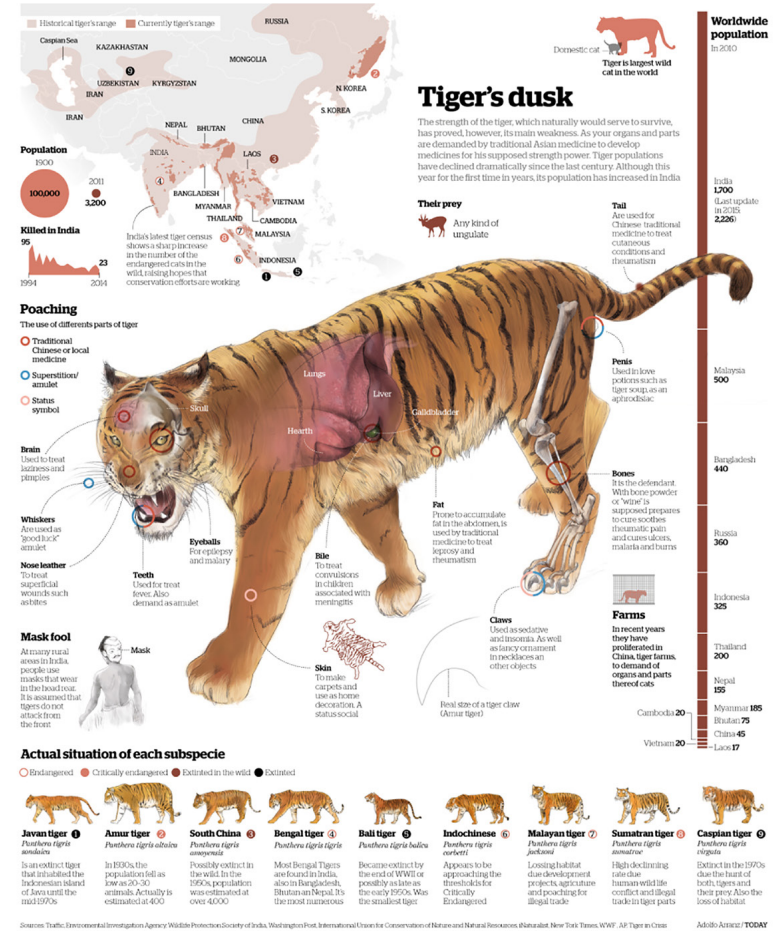 Historical tiger's range
Currently tiger's range
RUSSIA
Caspian Sea
KAZAKHSTAN
MONGOLIA
9
UZBEKISTAN
KYRGYZSTAN
IRAN
2
N. KOREA
S. KOREA
IRAN
CHINA
NEPAL
BHUTAN
INDIA
LAOS
3
4
BANGLADESH
MYANMAR
VIETNAM
THAILAND
CAMBODIA
7
8
MALAYSIA
6
INDONESIA
1
5
Population
1900
2011
100,000
3,200
Killed in India
95
23
1994
2014
India's latest tiger census
shows a sharp increase
in the number of the
endangered cats in the
wild, raising hopes that
conservation efforts are working
Domestic cat
Tiger is largest wild
cat in the world
Tiger's dusk
The strength of the tiger, which naturally would serve to survive,
has proved, however, its main weakness. As your organs and parts
are demanded by traditional Asian medicine to develop
medicines for his supposed strength power. Tiger populations
have declined dramatically since the last century. Although this
year for the first time in years, its population has increased in India
Their prey
Any kind of
ungulate
Tail
Are used for
Chinese traditional
medicine to treat
cutaneous
conditions and
rheumatism
Worldwide
population
In 2010
India
1,700
(Last update
in 2015:
2,226)
Malaysia
500
Bangladesh
440
Russia
360
Indonesia
325
Thailand
200
Nepal
155
Myanmar 185
Cambodia 20
Bhutan 75
China 45
Vietnam 20
Laos 17
Poaching
The use of differents parts of tiger
Traditional
Chinese or local
medicine
Superstition/
amulet
Status
symbol
Lungs
Liver
Skull
Galldbladder
Hearth
Brain
Used to treat
laziness and
pimples
Whiskers
Are used as
"good luck"
amulet
Nose leather
To treat
superficial
wounds such
as bites
Teeth
Used for treat
fever. Also
demand as amulet
Eyeballs
For epilepsy
and malary
Bile
To treat
convulsions
in children
associated with
meningitis
Fat
Prone to accumulate
fat in the abdomen, is
used by traditional
medicine to treat
leprosy and
rheumatism
Penis
Used in love
potions such as
tiger soup, as an
aphrodisiac
Bones
It is the defendant.
With bone powder
or "wine" is
supposed prepares
to cure soothes
rheumatic pain
and cures ulcers,
malaria and burns
Claws
Used as sedative
and insomia. As well
as fancy ornament
in necklaces an
other objects
Real size of a tiger claw
(Amur tiger)
Farms
In recent years
they have
proliferated in
China, tiger farms,
to demand of
organs and parts
thereof cats
Skin
To make
carpets and
use as home
decoration. A
status social
Mask fool
Mask
At many rural
areas in India,
people use
masks that wear
in the head rear.
It is assumed that
tigers do not
attack from
the front
Actual situation of each subspecie
Endangered
Critically endangered
Extinted in the wild
Extinted
Javan tiger 1
Panthera tigris
sondaica
Is an extinct tiger
that inhabited the
Indonesian island
of Java until the
mid-1970s
Amur tiger 2
Panthera tigris altaica
In 1930s, the
population fell as
low as 20-30
animals. Actually is
estimated at 400
South China 3
Panthera tigris
amoyensis
Possibly extinct in
the wild. In the
1950s, population
was estimated at
over 4,000
Bengal tiger 4
Panthera tigris tigris
Most Bengal Tigers
are found in India,
also in Bangladesh,
Bhutan an Nepal. It's
the most numerous
Bali tiger 5
Panthera tigris balica
Became extinct by
the end of WWII or
possibly as late as
the early 1950s. Was
the smallest tiger
Indochinese 6
Panthera tigris
corbetti
Appears to be
approaching the
thresholds for
Critically
Endangered
Malayan tiger 7
Panthera tigris
jacksoni
Lossing habitat
due development
projects, agricuture
and poaching for
illegal trade
Sumatran tiger 8
Panthera tigris
sumatrae
High declinning
rate due
human-wild life
conflict and illegal
trade in tiger parts
Caspian tiger 9
Panthera tigris
virgata
Extinct in the 1970s
due the hunt of
both, tigers and
their prey. Also the
loss of habitat
Sources: Traffic, Enviromental Investigation Agency, Wildlife Protection Society of India, Washington Post, International Union for Conservation of Nature and Natural Resources, iNaturalist, New York Times, WWF, AP, Tiger in Crisis
Adolfo Arranz / TODAY